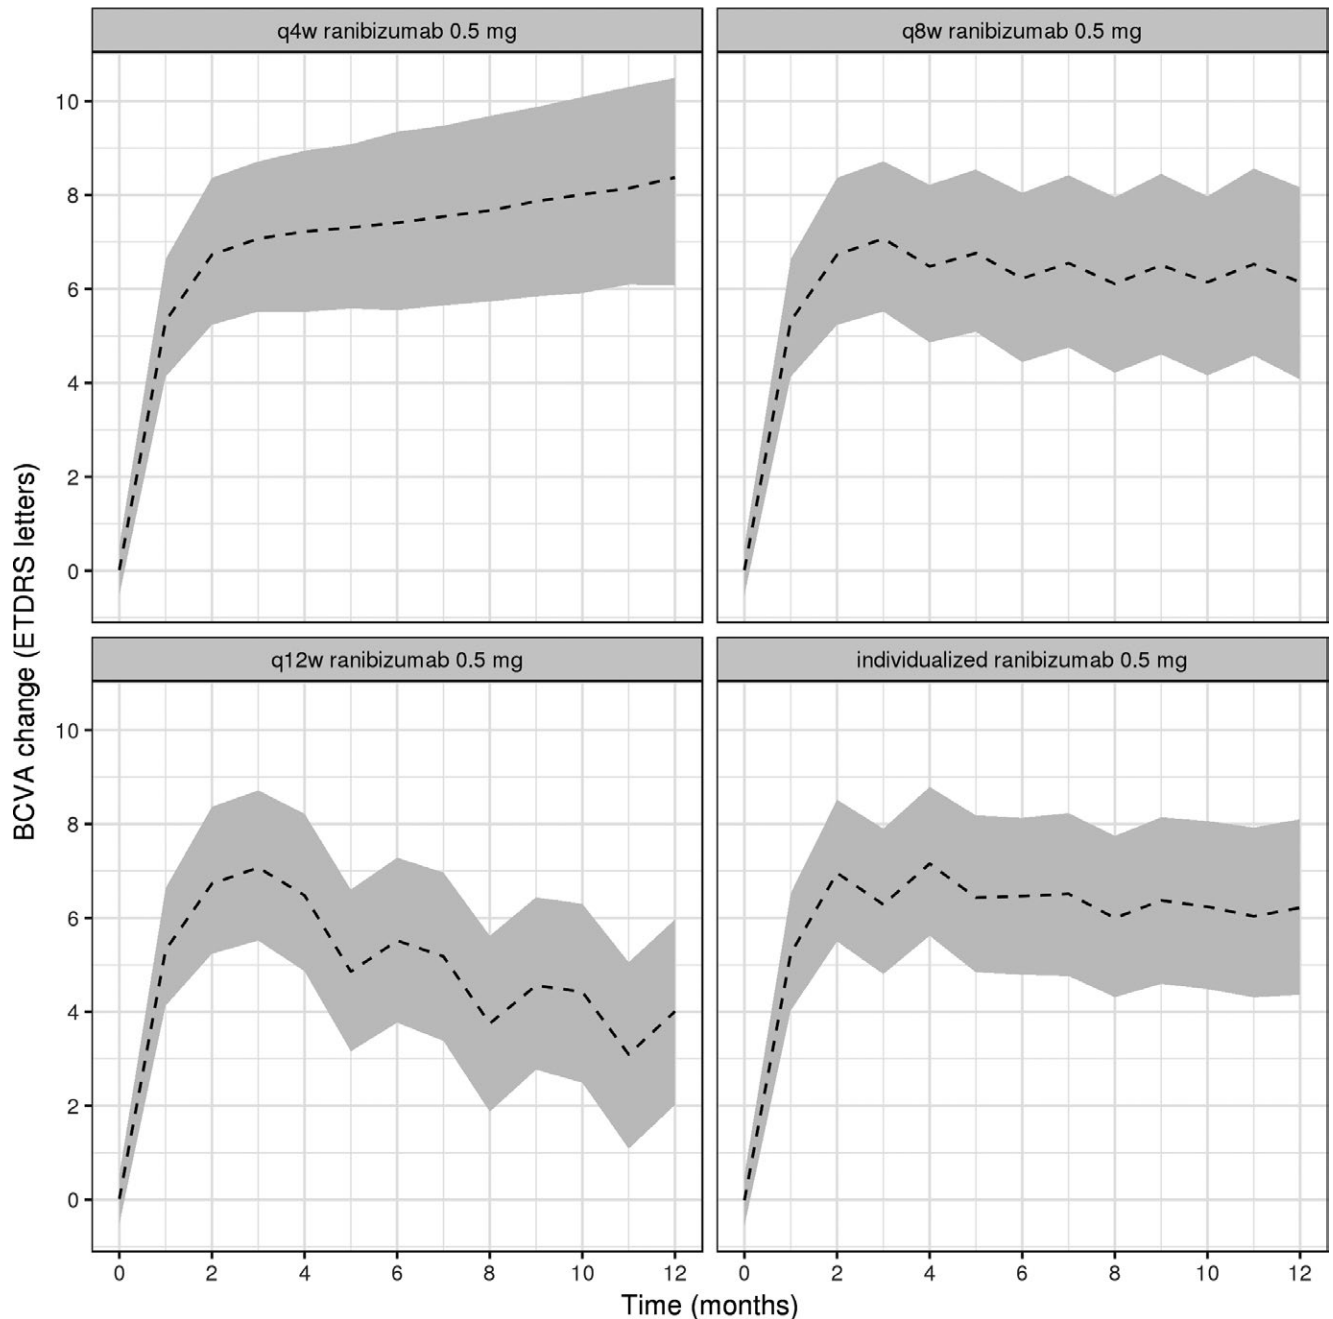 q4w ranibizumab 0.5 mg
q8w ranibizumab 0.5 mg
10
8
6
4
2
0
q12w ranibizumab 0.5 mg
individualized ranibizumab 0.5 mg
10
8
6
4
2
0
0 2 4 6 8 10 12
0 2 4 6 8 10 12
Time (months)
BCVA change (ETDRS letters)